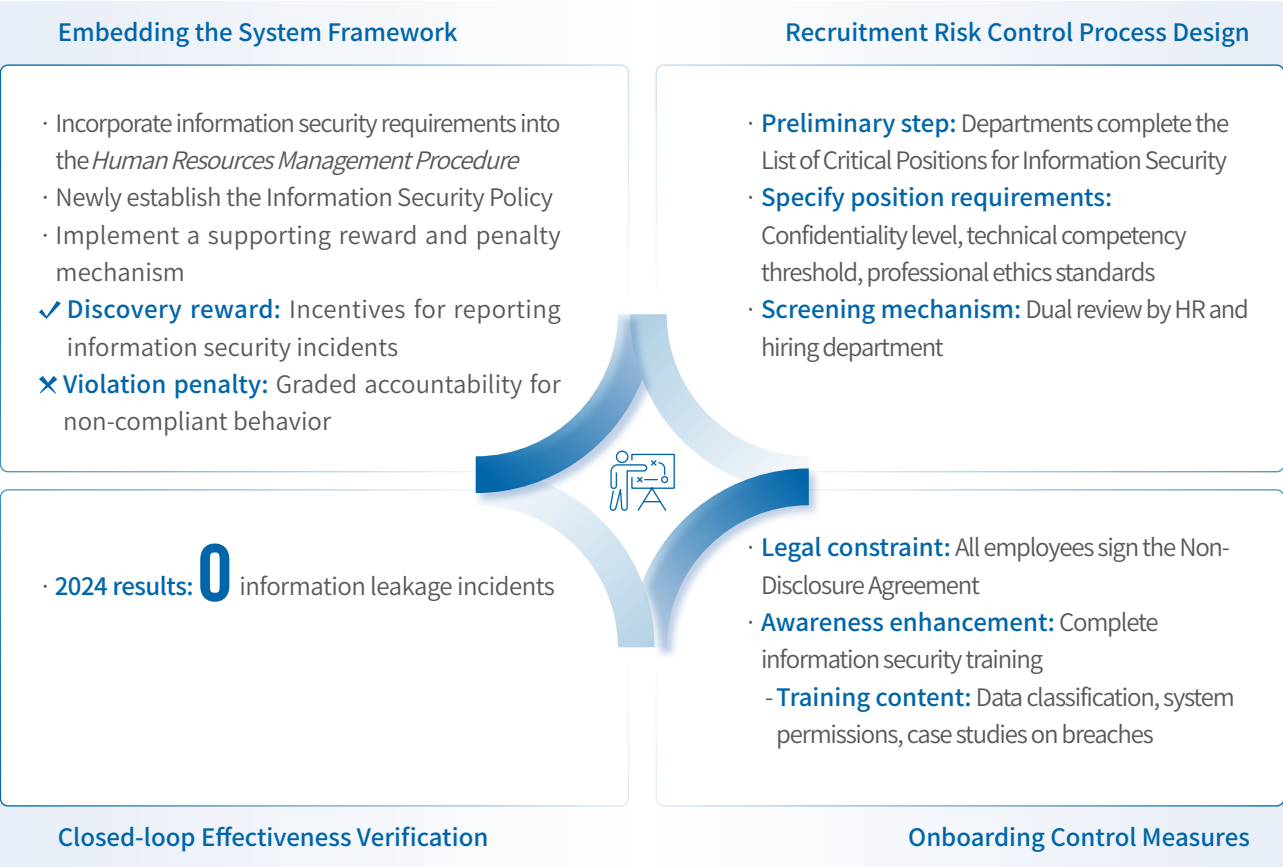 Embedding the System Framework
· Incorporate information security requirements into
the Human Resources Management Procedure
· Newly establish the Information Security Policy
· Implement a supporting reward and penalty
mechanism
✓ Discovery reward: Incentives for reporting
information security incidents
✕ Violation penalty: Graded accountability for
non-compliant behavior
Recruitment Risk Control Process Design
· Preliminary step: Departments complete the
List of Critical Positions for Information Security
· Specify position requirements:
Confidentiality level, technical competency
threshold, professional ethics standards
· Screening mechanism: Dual review by HR and
hiring department
· 2024 results: 0 information leakage incidents
Closed-loop Effectiveness Verification
· Legal constraint: All employees sign the Non-
Disclosure Agreement
· Awareness enhancement: Complete
information security training
- Training content: Data classification, system
permissions, case studies on breaches
Onboarding Control Measures